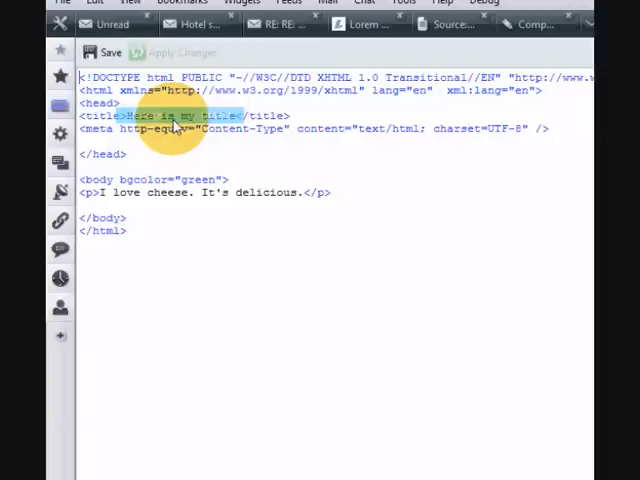 File Edit View Bookmarks Widgets Feeds Mail Chat Tools Help Debug
Unread Hotel s... RE: RE: ... Lorem ... Source:... Comp...
Save Apply Changes
<!DOCTYPE html PUBLIC "-//W3C//DTD XHTML 1.0 Transitional//EN" "http://www.w
<html xmlns="http://www.w3.org/1999/xhtml" lang="en" xml:lang="en">
<head>
<title>Here is my title</title>
<meta http-equiv="Content-Type" content="text/html; charset=UTF-8" />
</head>
<body bgcolor="green">
<p>I love cheese. It's delicious.</p>
</body>
</html>